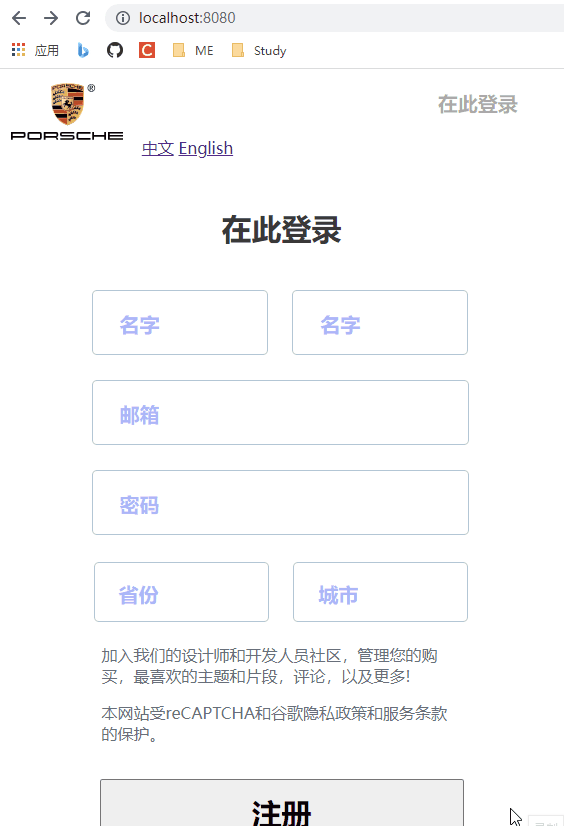 localhost:8080
应用
C
ME
Study
PORSCHE
®
PORSCHE
在此登录
中文 English
在此登录
名字 名字
邮箱
密码
省份 城市
加入我们的设计师和开发人员社区，管理您的购
买，最喜欢的主题和片段，评论，以及更多!
本网站受reCAPTCHA和谷歌隐私政策和服务条款
的保护。
注册